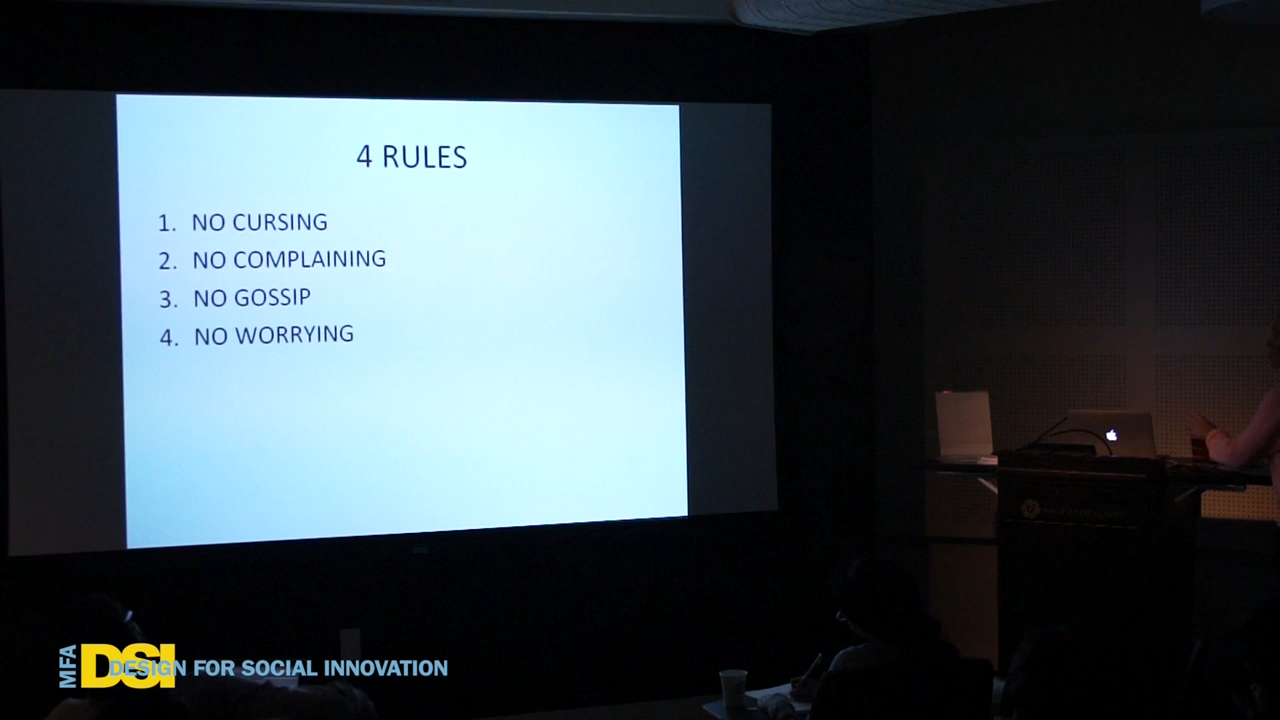 4 RULES
1. NO CURSING
2. NO COMPLAINING
3. NO GOSSIP
4. NO WORRYING
MFA DSI DESIGN FOR SOCIAL INNOVATION